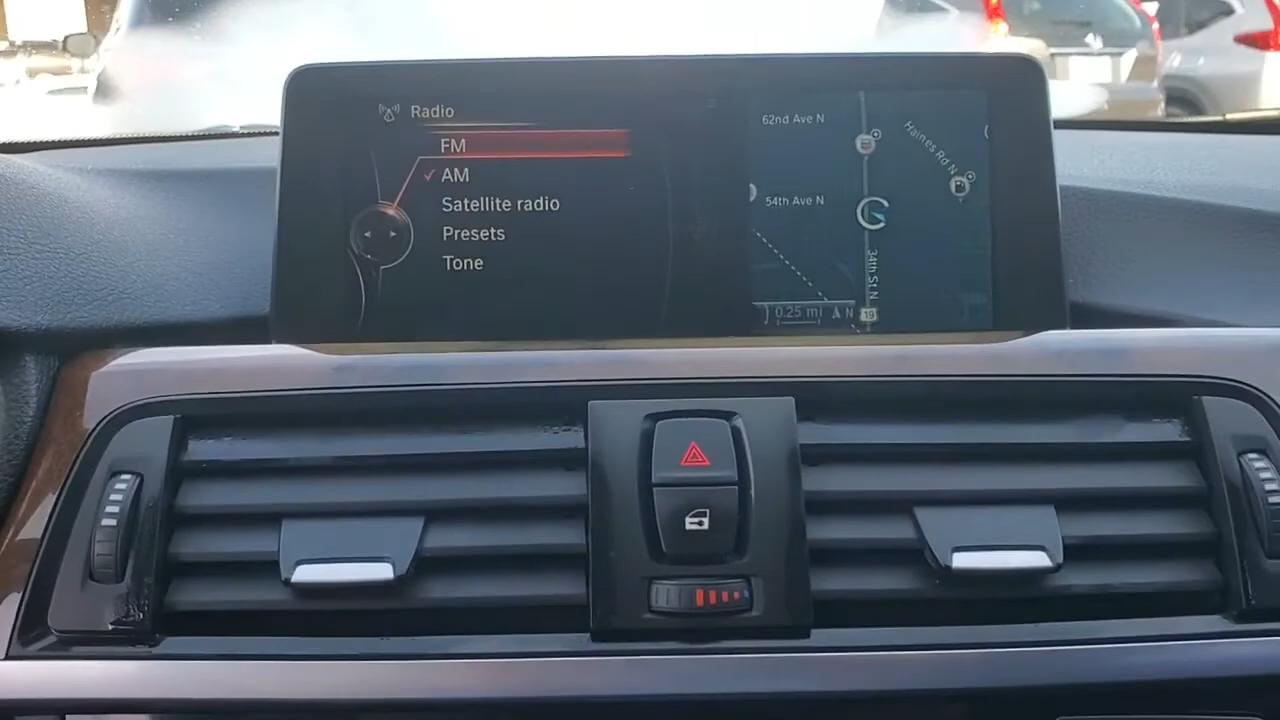 Radio
FM
✓ AM
Satellite radio
Presets
Tone
62nd Ave N
Haines Rd N
54th Ave N
34th St N
0.25 mi
N
19